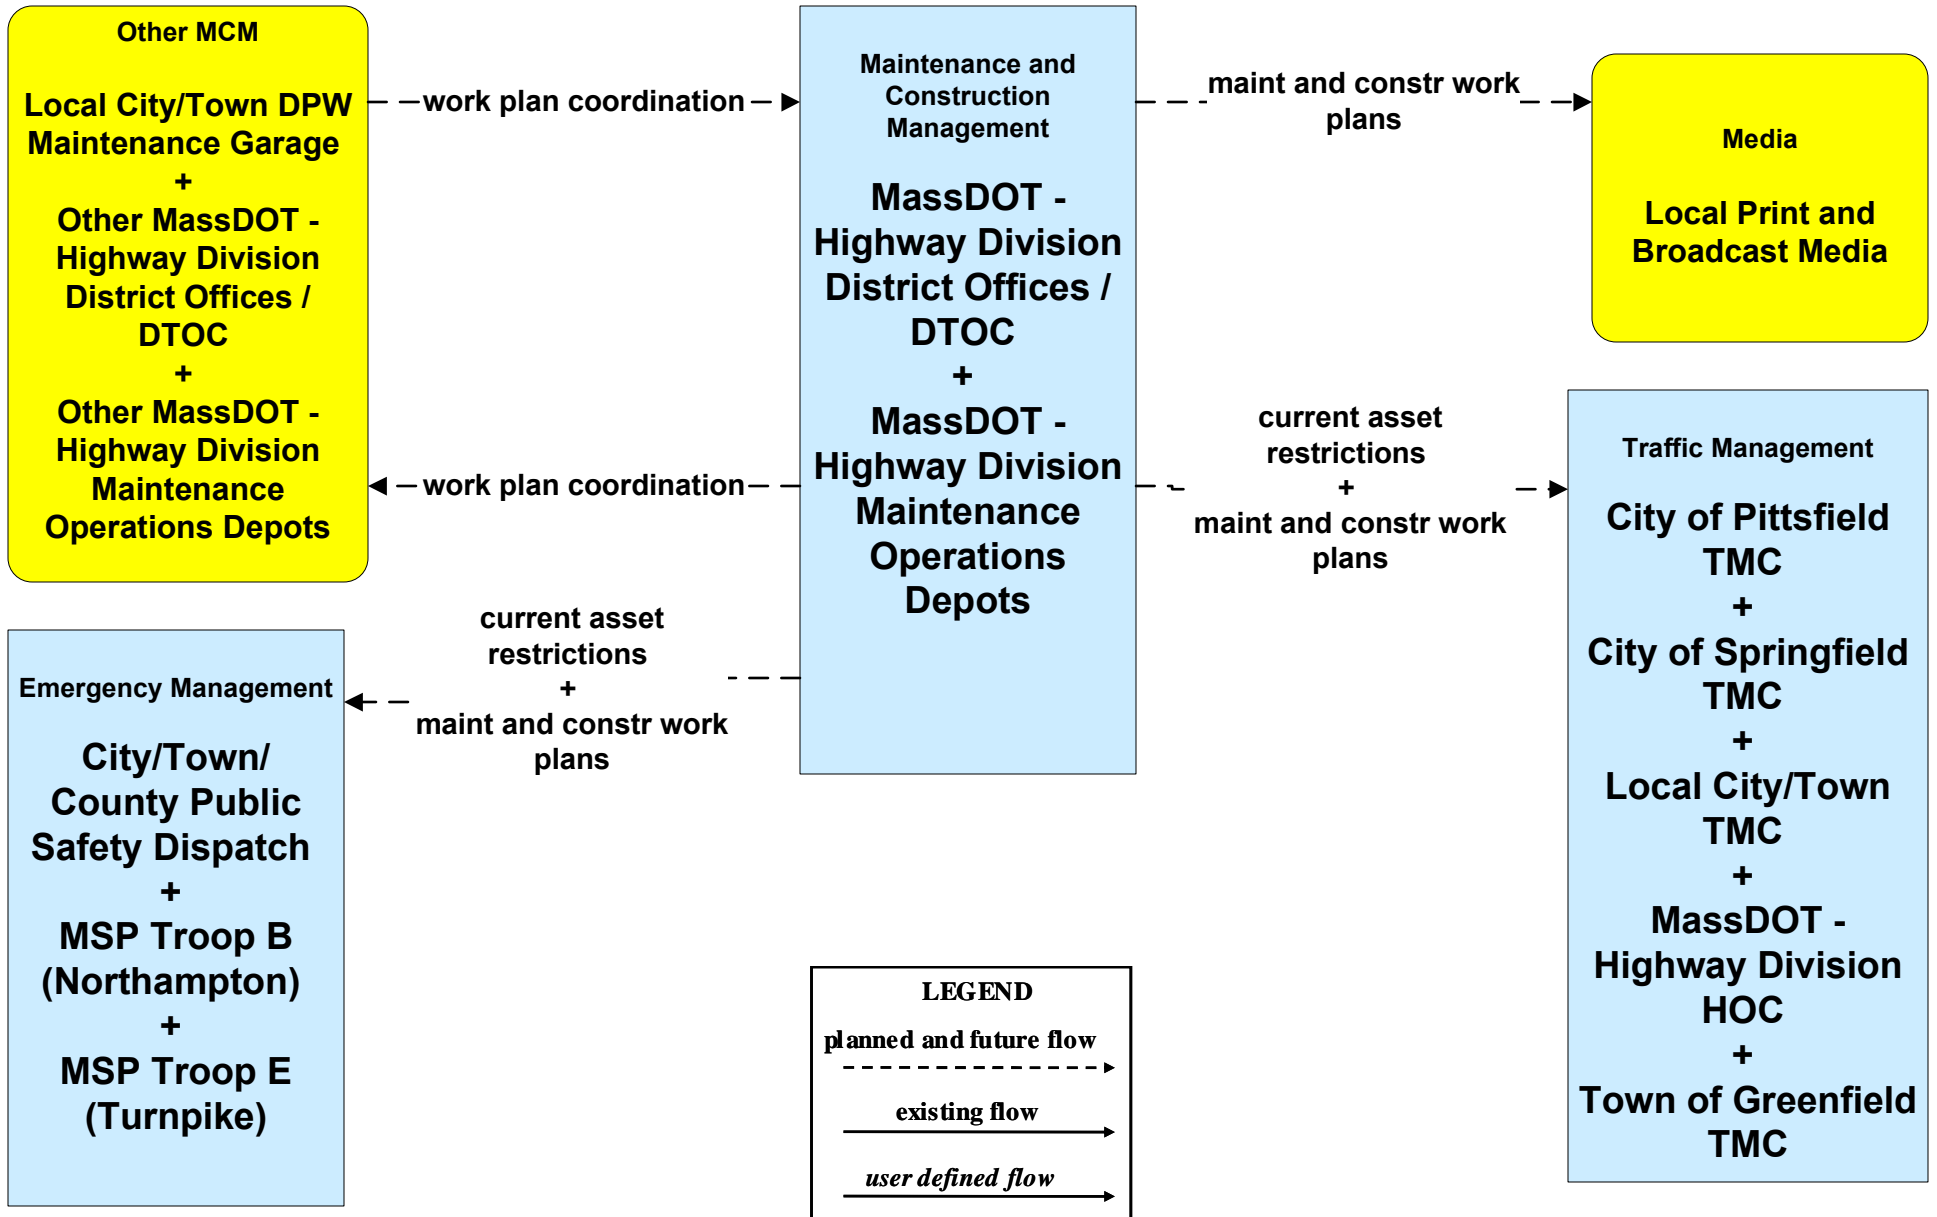 Other MCM
Local City/Town DPW
Maintenance Garage
+
Other MassDOT -
Highway Division
District Offices /
DTOC
+
Other MassDOT -
Highway Division
Maintenance
Operations Depots
work plan coordination
work plan coordination
Maintenance and
Construction
Management
MassDOT -
Highway Division
District Offices /
DTOC
+
MassDOT -
Highway Division
Maintenance
Operations
Depots
maint and constr work
plans
Media
Local Print and
Broadcast Media
current asset
restrictions
+
maint and constr work
plans
Traffic Management
City of Pittsfield
TMC
+
City of Springfield
TMC
+
Local City/Town
TMC
+
MassDOT -
Highway Division
HOC
+
Town of Greenfield
TMC
current asset
restrictions
+
maint and constr work
plans
Emergency Management
City/Town/
County Public
Safety Dispatch
+
MSP Troop B
(Northampton)
+
MSP Troop E
(Turnpike)
LEGEND
planned and future flow
existing flow
user defined flow